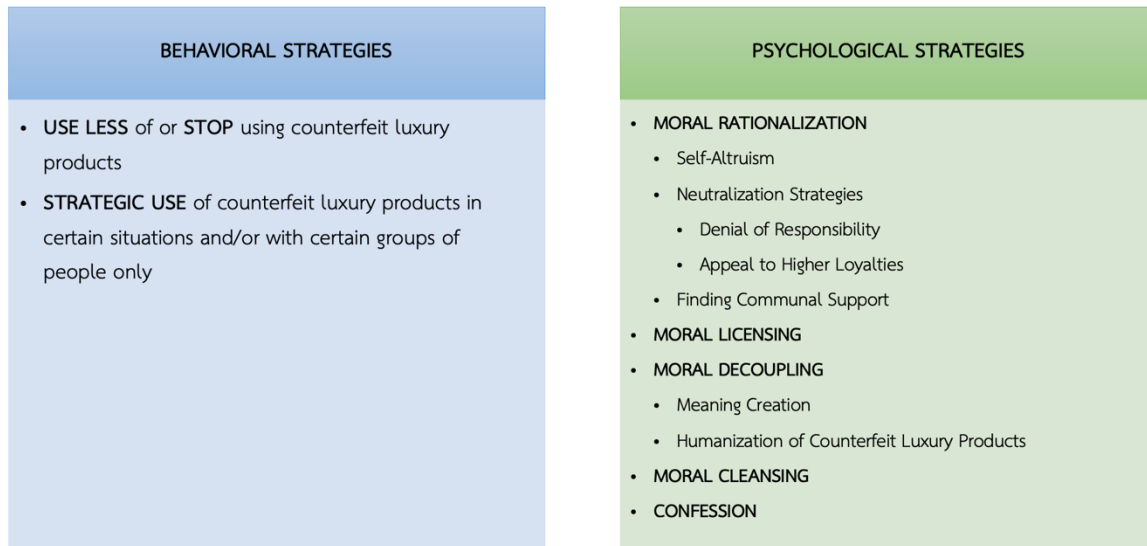 BEHAVIORAL STRATEGIES
• USE LESS of or STOP using counterfeit luxury
products
• STRATEGIC USE of counterfeit luxury products in
certain situations and/or with certain groups of
people only
PSYCHOLOGICAL STRATEGIES
• MORAL RATIONALIZATION
• Self-Altruism
• Neutralization Strategies
• Denial of Responsibility
• Appeal to Higher Loyalties
• Finding Communal Support
• MORAL LICENSING
• MORAL DECOUPLING
• Meaning Creation
• Humanization of Counterfeit Luxury Products
• MORAL CLEANSING
• CONFESSION